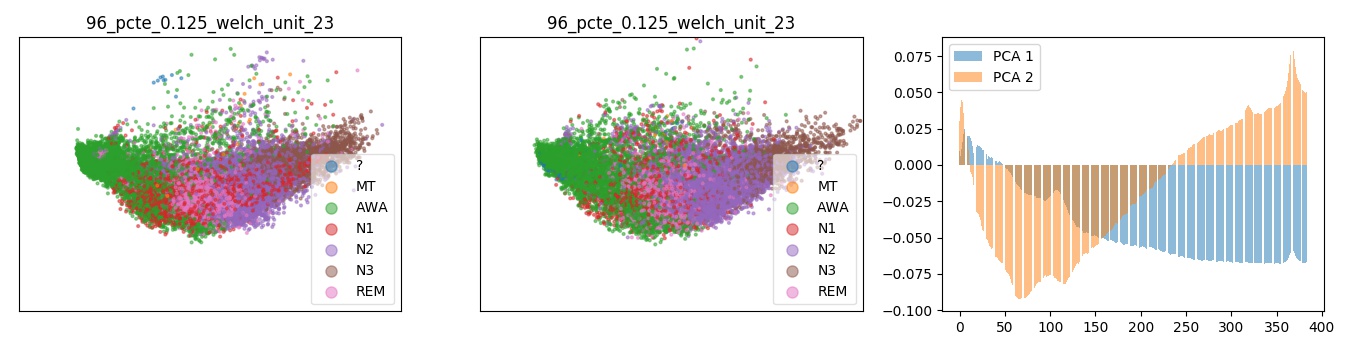 96_pcte_0.125_welch_unit_23
?
MT
AWA
N1
N2
N3
REM
96_pcte_0.125_welch_unit_23
?
MT
AWA
N1
N2
N3
REM
PCA 1
PCA 2
0.075
0.050
0.025
0.000
−0.025
−0.050
−0.075
−0.100
0 50 100 150 200 250 300 350 400